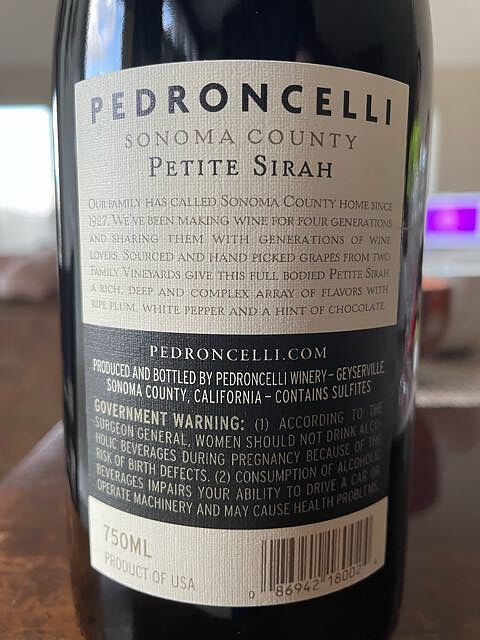 PEDRONCELLI
SONOMA COUNTY
PETITE SIRAH
OUR FAMILY HAS CALLED SONOMA COUNTY HOME SINCE
1927. WE'VE BEEN MAKING WINE FOR FOUR GENERATIONS
AND SHARING THEM WITH GENERATIONS OF WINE
LOVERS. SOURCED AND HAND PICKED GRAPES FROM TWO
FAMILY VINEYARDS GIVE THIS FULL BODIED PETITE SIRAH
A RICH, DEEP AND COMPLEX ARRAY OF FLAVORS WITH
RIPE PLUM, WHITE PEPPER AND A HINT OF CHOCOLATE.
PEDRONCELLI.COM
PRODUCED AND BOTTLED BY PEDRONCELLI WINERY – GEYSERVILLE,
SONOMA COUNTY, CALIFORNIA – CONTAINS SULFITES
GOVERNMENT WARNING: (1) ACCORDING TO THE
SURGEON GENERAL, WOMEN SHOULD NOT DRINK ALCO-
HOLIC BEVERAGES DURING PREGNANCY BECAUSE OF THE
RISK OF BIRTH DEFECTS. (2) CONSUMPTION OF ALCOHOLIC
BEVERAGES IMPAIRS YOUR ABILITY TO DRIVE A CAR OR
OPERATE MACHINERY AND MAY CAUSE HEALTH PROBLEMS.
750ML
PRODUCT OF USA
0 86942 18002